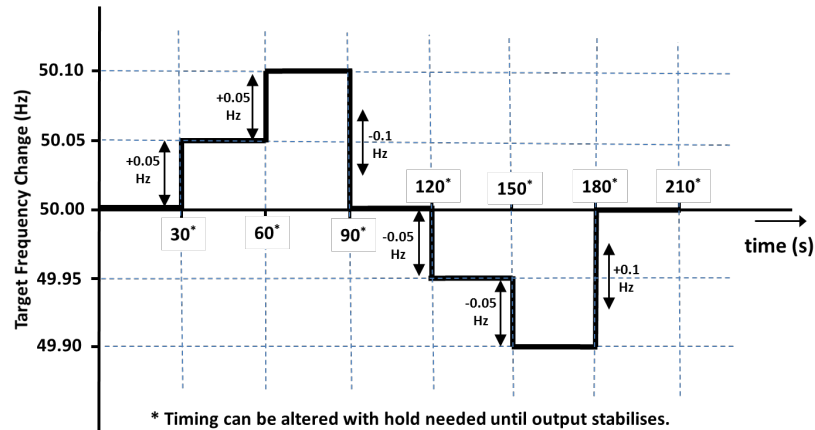 Target Frequency Change (Hz)
50.10
50.05
50.00
49.95
49.90
+0.05
Hz
+0.05
Hz
-0.1
Hz
30*
60*
90*
120*
150*
180*
210*
-0.05
Hz
-0.05
Hz
+0.1
Hz
time (s)
* Timing can be altered with hold needed until output stabilises.